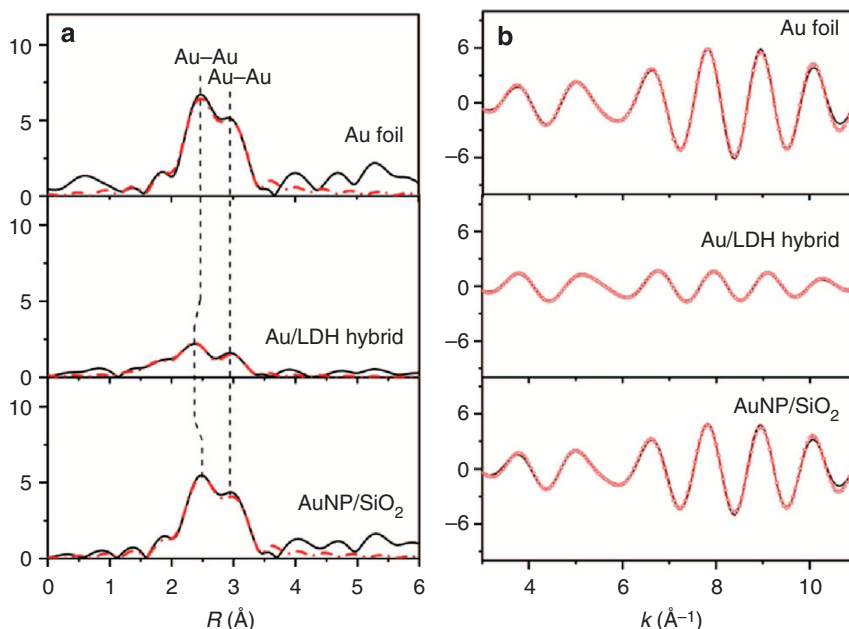 a
10
Au–Au
Au–Au
5
Au foil
0
10
5
Au/LDH hybrid
0
10
5
AuNP/SiO₂
0
0 1 2 3 4 5 6
R (Å)
b
Au foil
6
0
–6
Au/LDH hybrid
6
0
–6
AuNP/SiO₂
6
0
–6
4 6 8 10
k (Å⁻¹)